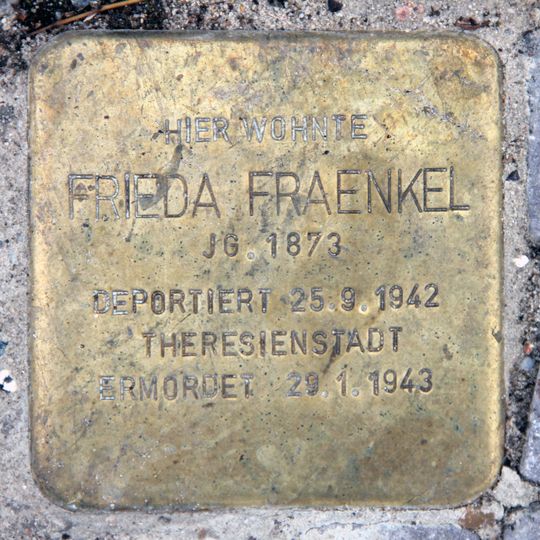 HIER WOHNTE
FRIEDA FRAENKEL
JG. 1873
DEPORTIERT 25.9.1942
THERESIENSTADT
ERMORDET 29.1.1943